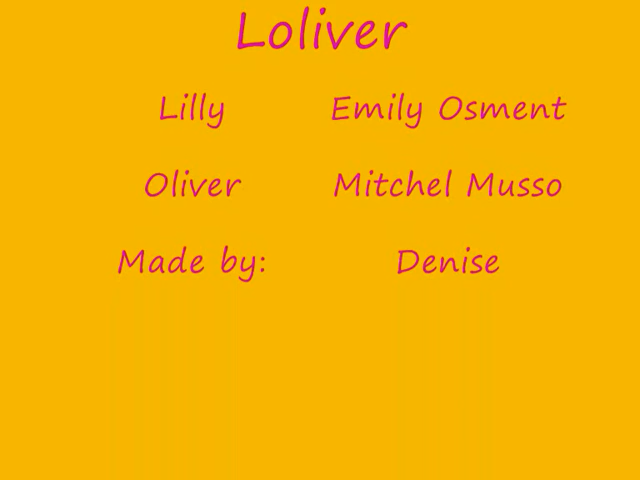 Loliver
Lilly Emily Osment
Oliver Mitchel Musso
Made by: Denise